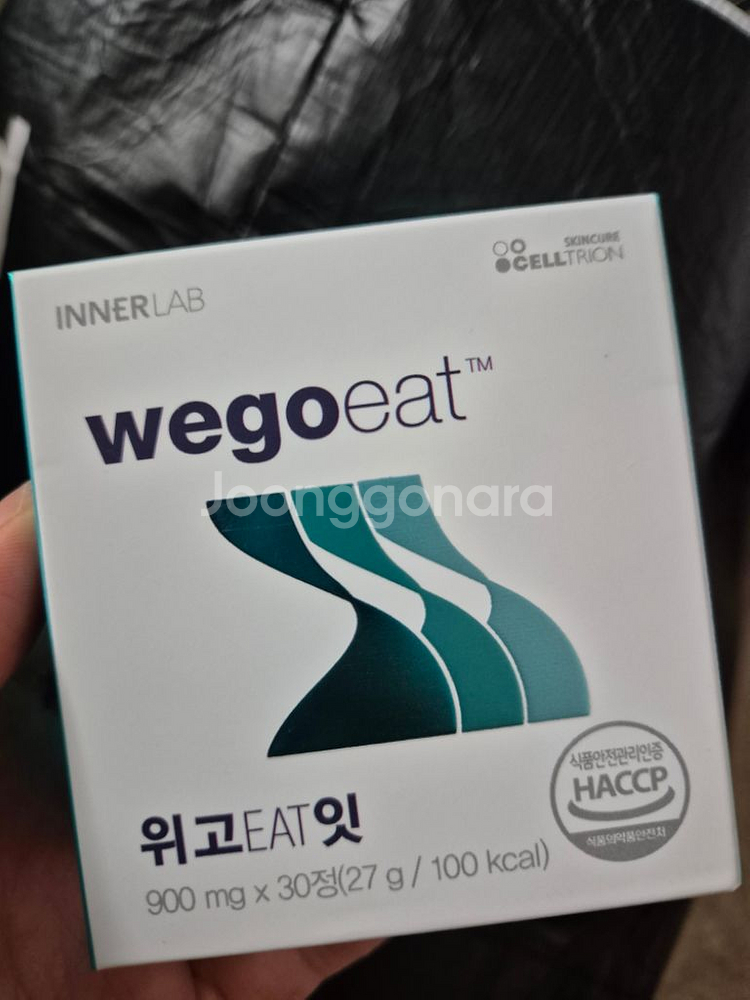 INNERLAB
SKINCURE
CELLTRION
wegoeat™
Joonggonara
식품안전관리인증
HACCP
식품의약품안전처
위고EAT잇
900 mg x 30정(27 g / 100 kcal)